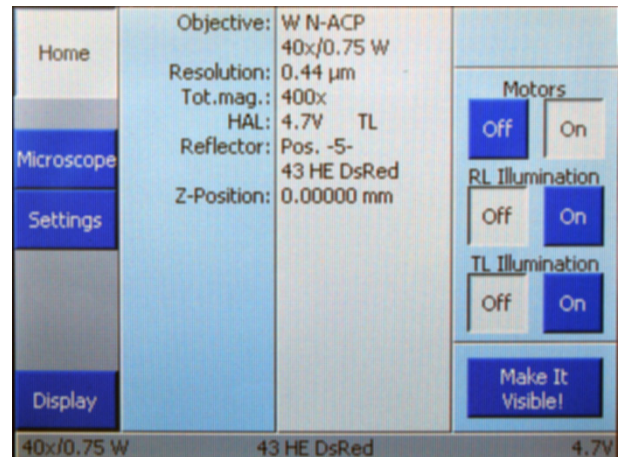 Home
Microscope
Settings
Display
Objective: W N-ACP
40x/0.75 W
Resolution: 0.44 µm
Tot.mag.: 400x
HAL: 4.7V TL
Reflector: Pos. -5-
43 HE DsRed
Z-Position: 0.00000 mm
Motors
Off On
RL Illumination
Off On
TL Illumination
Off On
Make It
Visible!
40x/0.75 W 43 HE DsRed 4.7V